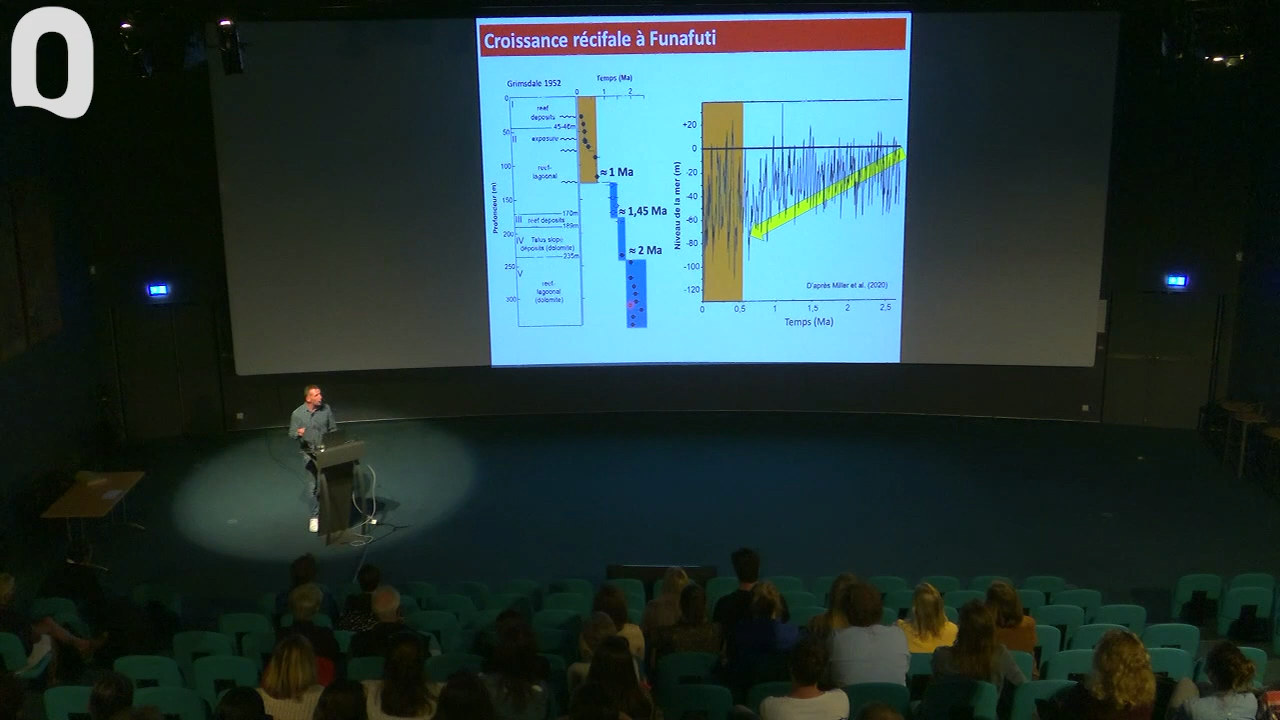 Croissance récifale à Funafuti
Grimsdale 1952
Temps (Ma)
0 1 2
0
50
100
150
200
250
300
Profondeur (m)
I
reef
deposits
45-46m
II
exposure
reef-
lagoonal
170m
III reef deposits
189m
IV Talus slope
deposits (dolomite)
235m
V
reef-
lagoonal
(dolomite)
≈ 1 Ma
≈ 1,45 Ma
≈ 2 Ma
Niveau de la mer (m)
+20
0
-20
-40
-60
-80
-100
-120
D'après Miller et al. (2020)
0 0,5 1 1,5 2 2,5
Temps (Ma)